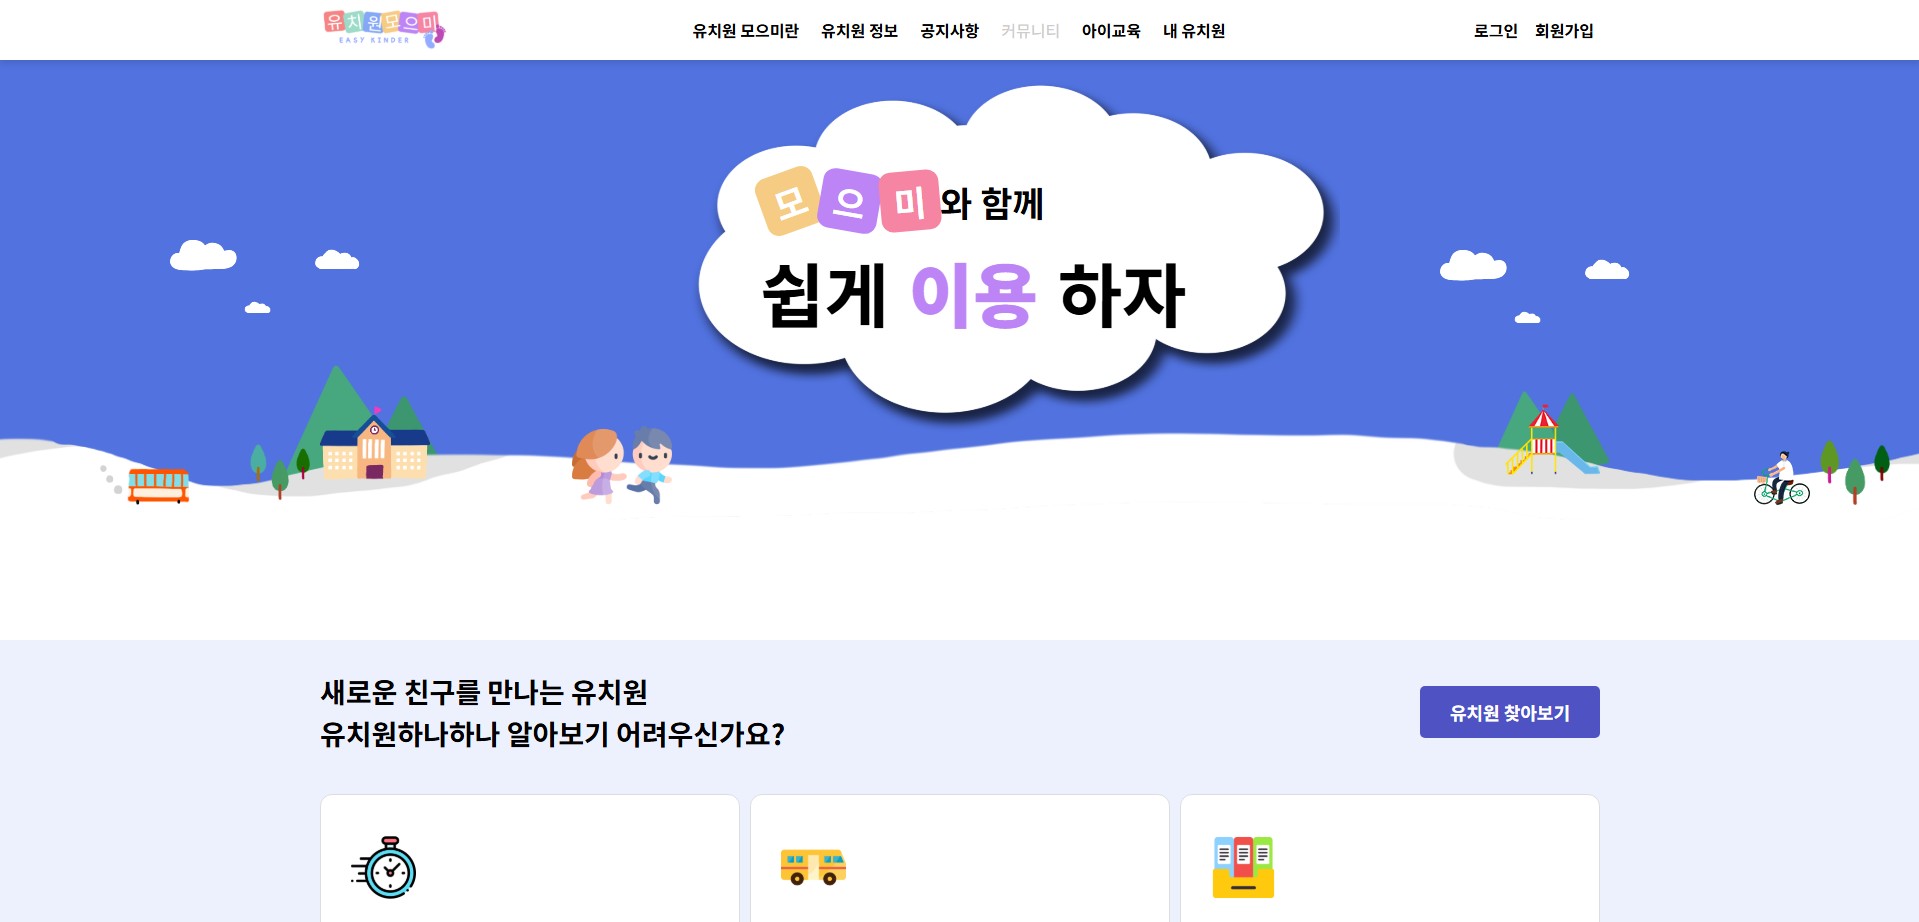 유치원모으미
EASY KINDER
유치원 모으미란 유치원 정보 공지사항 커뮤니티 아이교육 내 유치원
로그인 회원가입
모으미와 함께
쉽게 이용 하자
새로운 친구를 만나는 유치원
유치원하나하나 알아보기 어려우신가요?
유치원 찾아보기